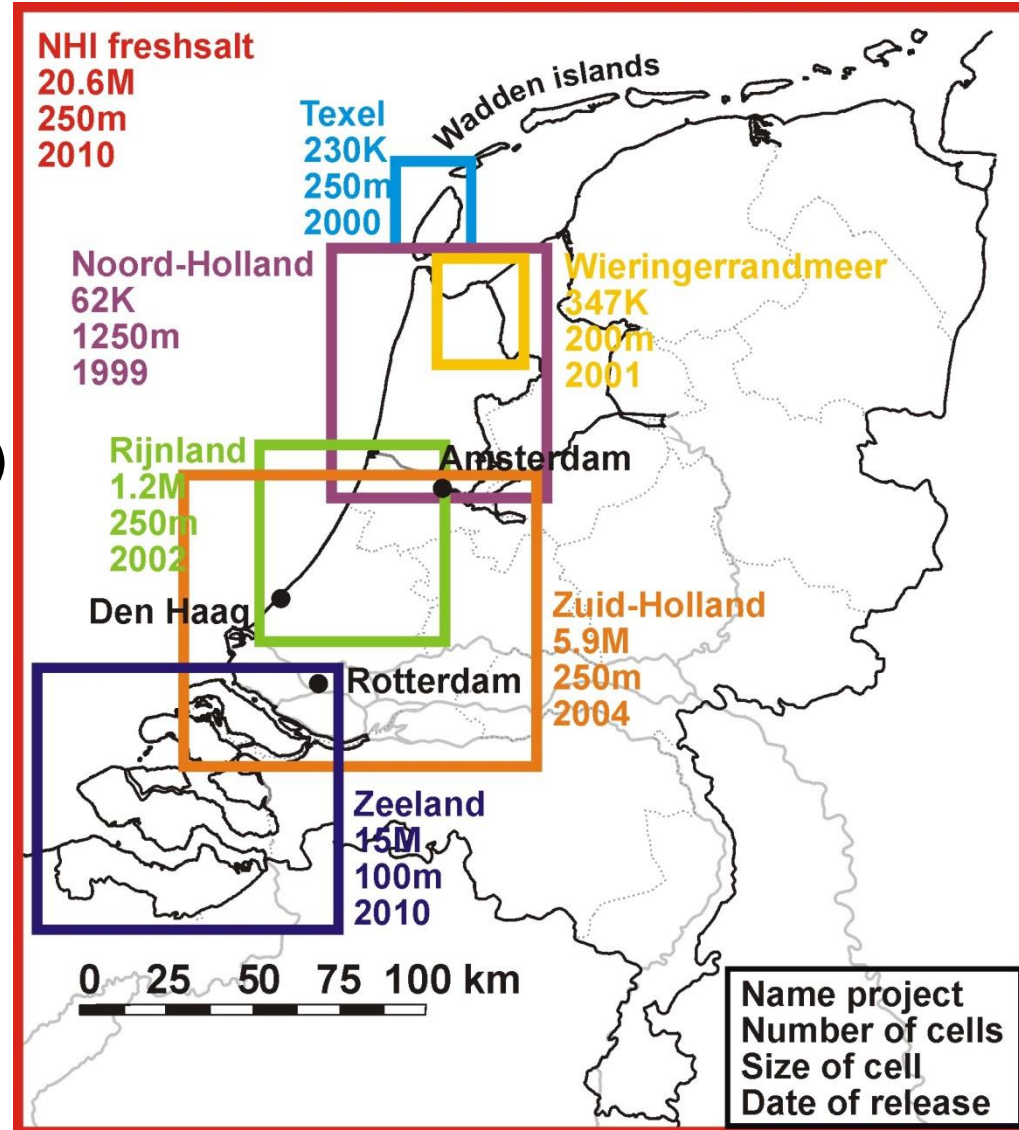 NHI freshsalt
20.6M
250m
2010
Wadden islands
Texel
230K
250m
2000
Noord-Holland
62K
1250m
1999
Wieringerrandmeer
347K
200m
2001
Rijnland
1.2M
250m
2002
Amsterdam
Den Haag
Zuid-Holland
5.9M
250m
2004
Rotterdam
Zeeland
15M
100m
2010
0 25 50 75 100 km
Name project
Number of cells
Size of cell
Date of release
)